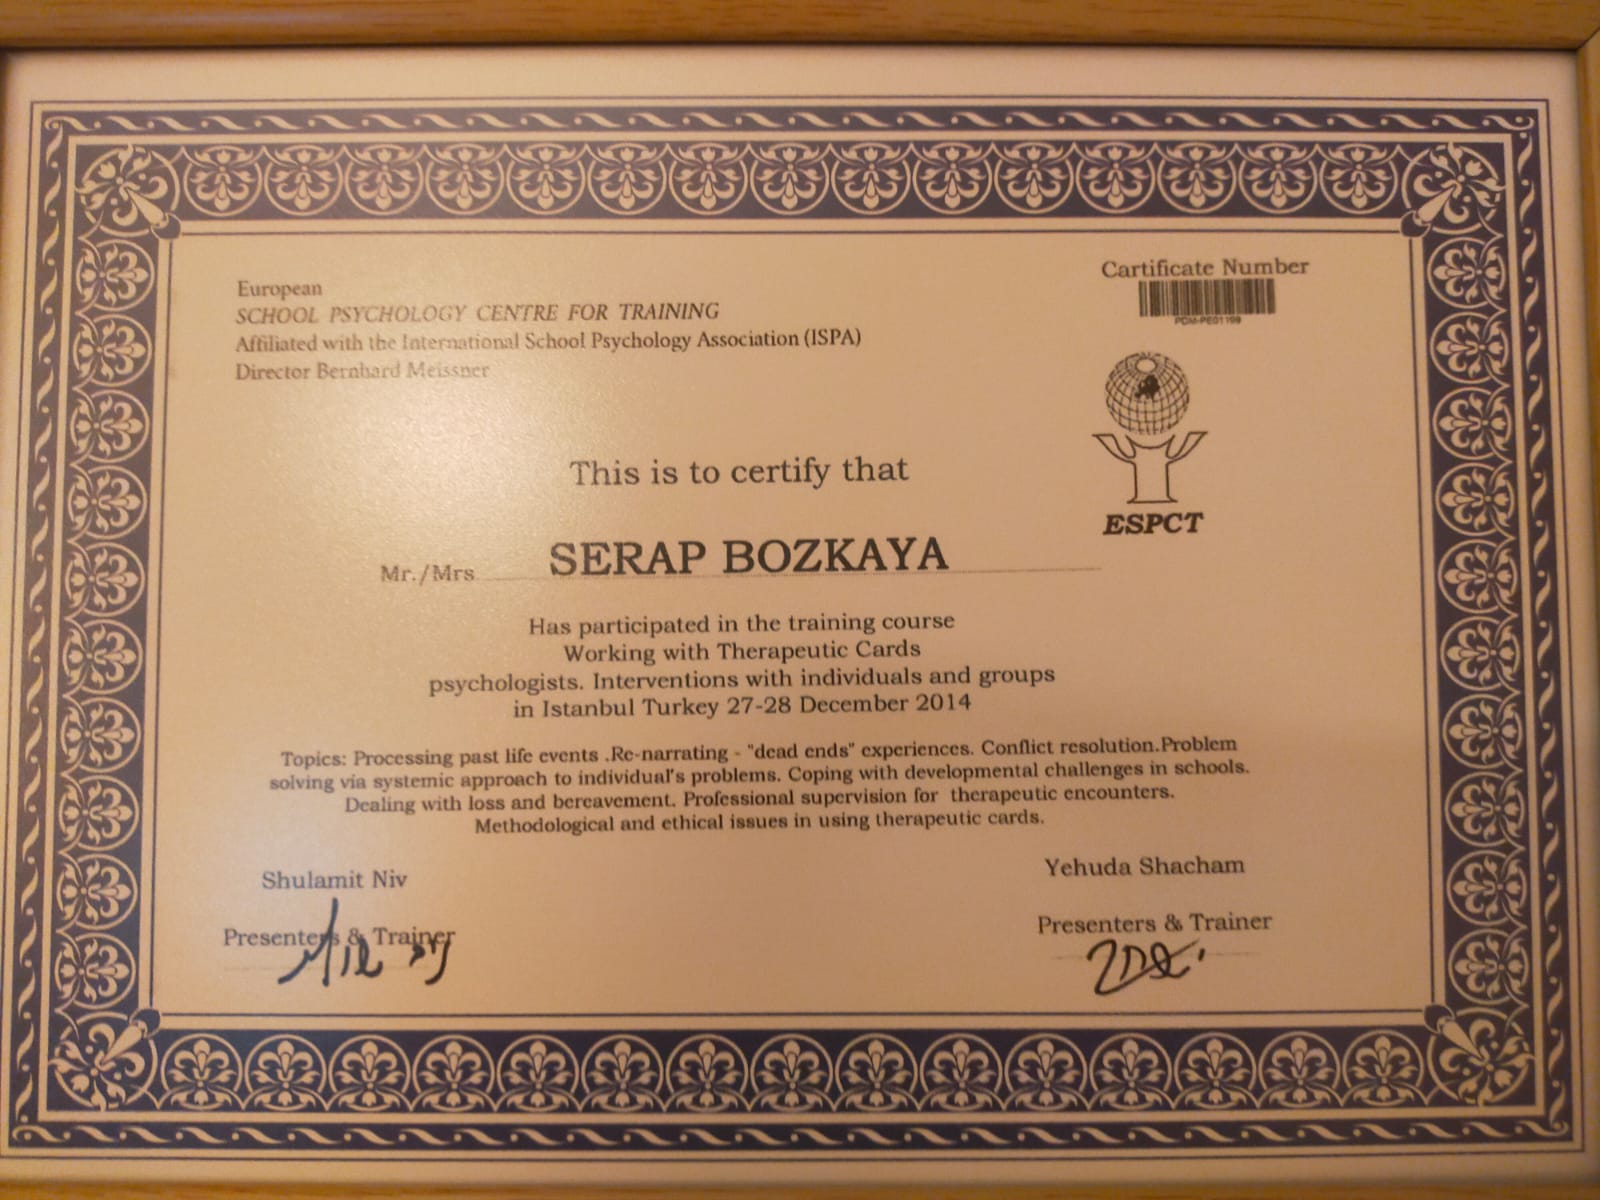 European
SCHOOL PSYCHOLOGY CENTRE FOR TRAINING
Affiliated with the International School Psychology Association (ISPA)
Director Bernhard Meissner
Cartificate Number
ESPCT
This is to certify that
Mr./Mrs SERAP BOZKAYA
Has participated in the training course
Working with Therapeutic Cards
psychologists. Interventions with individuals and groups
in Istanbul Turkey 27-28 December 2014
Topics: Processing past life events .Re-narrating - "dead ends" experiences. Conflict resolution.Problem
solving via systemic approach to individual's problems. Coping with developmental challenges in schools.
Dealing with loss and bereavement. Professional supervision for therapeutic encounters.
Methodological and ethical issues in using therapeutic cards.
Shulamit Niv
Presenters & Trainer
Yehuda Shacham
Presenters & Trainer